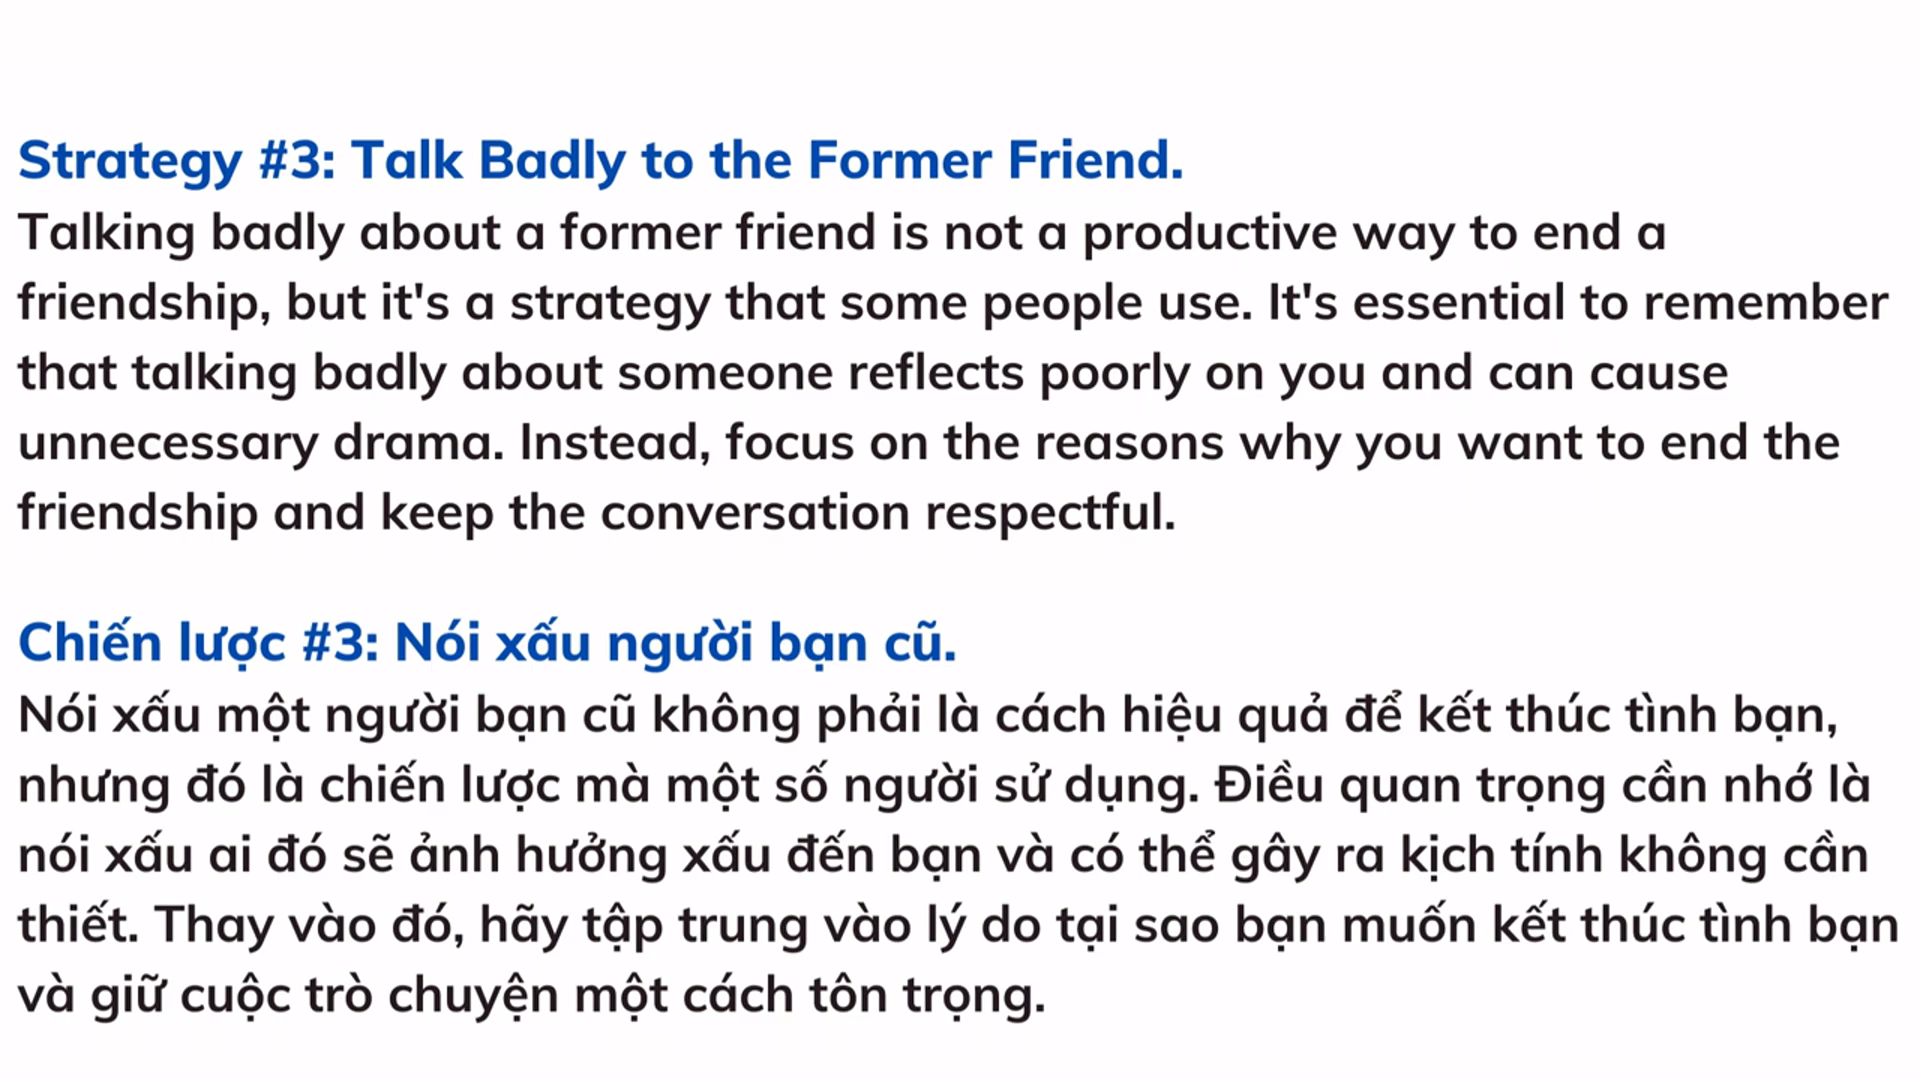 Strategy #3: Talk Badly to the Former Friend.
Talking badly about a former friend is not a productive way to end a
friendship, but it's a strategy that some people use. It's essential to remember
that talking badly about someone reflects poorly on you and can cause
unnecessary drama. Instead, focus on the reasons why you want to end the
friendship and keep the conversation respectful.
Chiến lược #3: Nói xấu người bạn cũ.
Nói xấu một người bạn cũ không phải là cách hiệu quả để kết thúc tình bạn,
nhưng đó là chiến lược mà một số người sử dụng. Điều quan trọng cần nhớ là
nói xấu ai đó sẽ ảnh hưởng xấu đến bạn và có thể gây ra kịch tính không cần
thiết. Thay vào đó, hãy tập trung vào lý do tại sao bạn muốn kết thúc tình bạn
và giữ cuộc trò chuyện một cách tôn trọng.